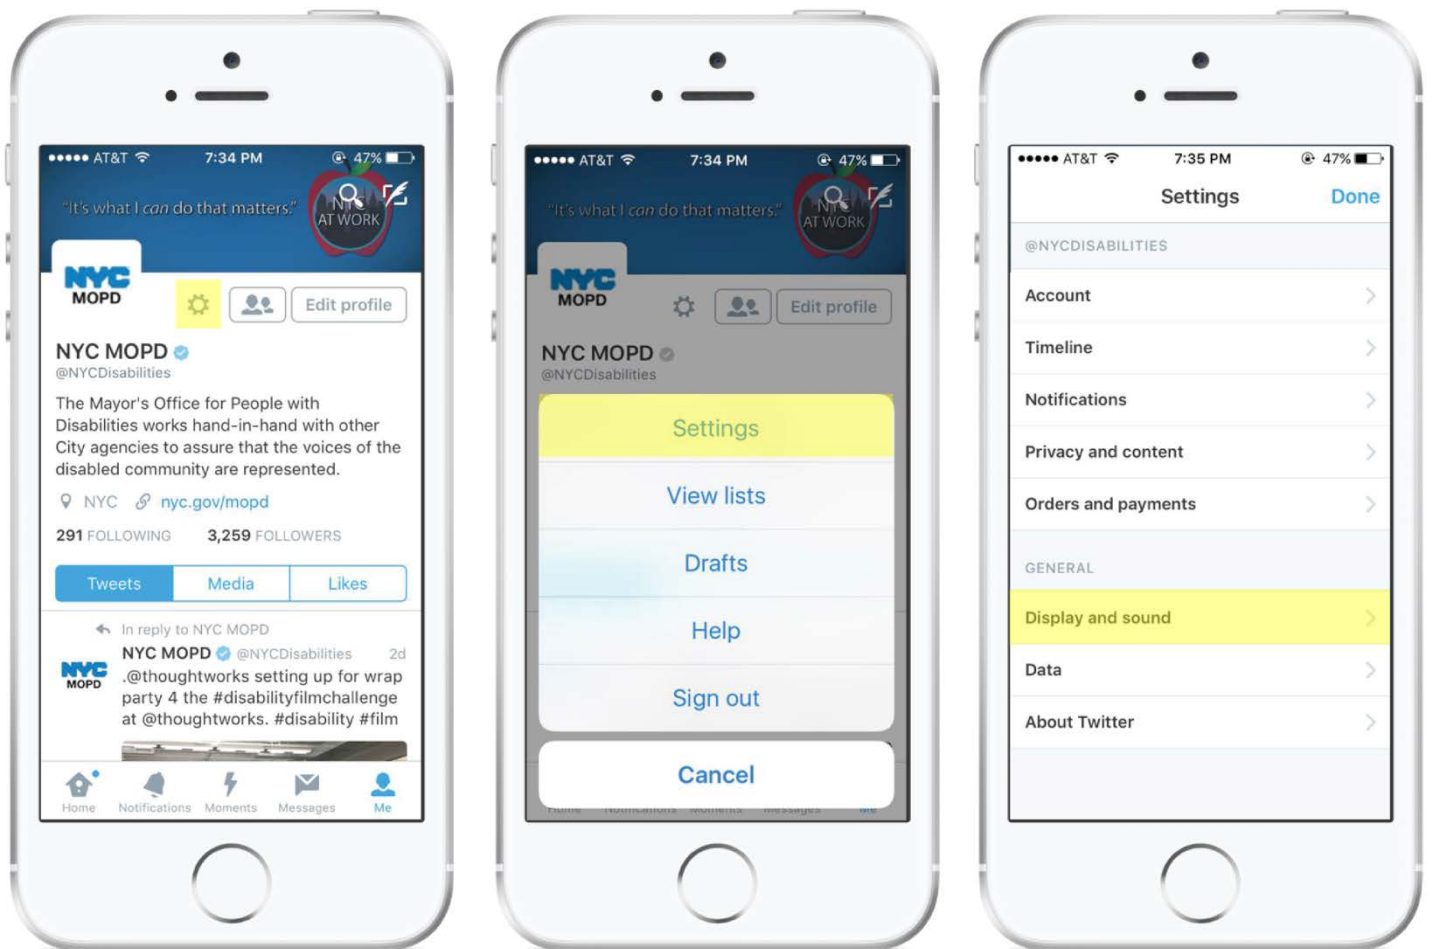 AT&T 7:34 PM 47%
"It's what I can do that matters."
NYC
AT WORK
NYC
MOPD
Edit profile
NYC MOPD
@NYCDisabilities
The Mayor's Office for People with
Disabilities works hand-in-hand with other
City agencies to assure that the voices of the
disabled community are represented.
NYC nyc.gov/mopd
291 FOLLOWING 3,259 FOLLOWERS
Tweets Media Likes
In reply to NYC MOPD
NYC MOPD @NYCDisabilities 2d
NYC
MOPD
.@thoughtworks setting up for wrap
party 4 the #disabilityfilmchallenge
at @thoughtworks. #disability #film
Home Notifications Moments Messages Me
AT&T 7:34 PM 47%
"It's what I can do that matters."
NYC
AT WORK
NYC
MOPD
Edit profile
NYC MOPD
@NYCDisabilities
Settings
View lists
Drafts
Help
Sign out
Cancel
Home Notifications Moments Messages Me
AT&T 7:35 PM 47%
Settings Done
@NYCDISABILITIES
Account
Timeline
Notifications
Privacy and content
Orders and payments
GENERAL
Display and sound
Data
About Twitter